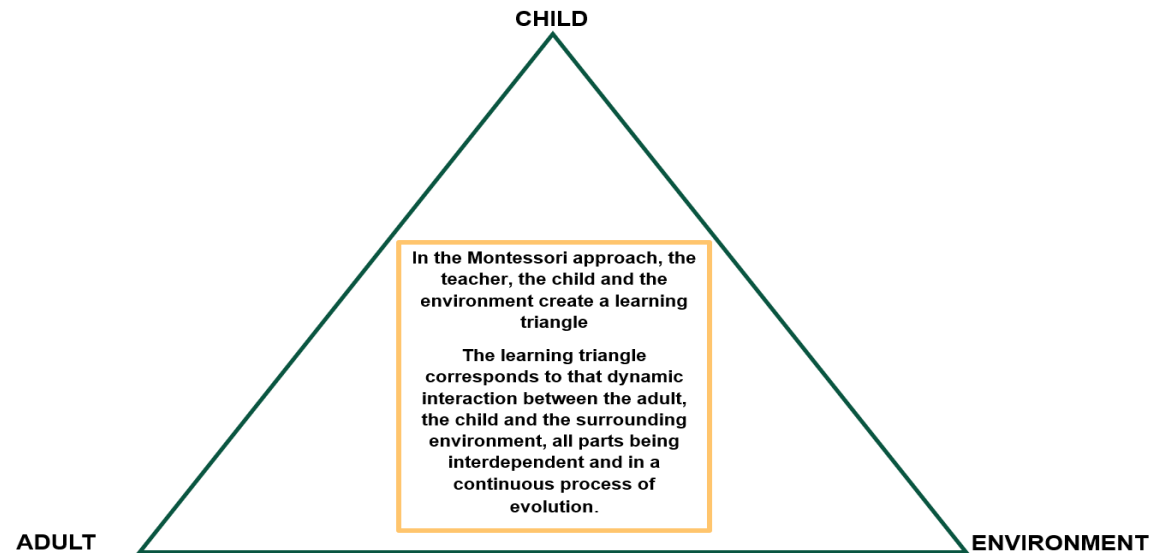 CHILD
In the Montessori approach, the
teacher, the child and the
environment create a learning
triangle
The learning triangle
corresponds to that dynamic
interaction between the adult,
the child and the surrounding
environment, all parts being
interdependent and in a
continuous process of
evolution.
ADULT
ENVIRONMENT